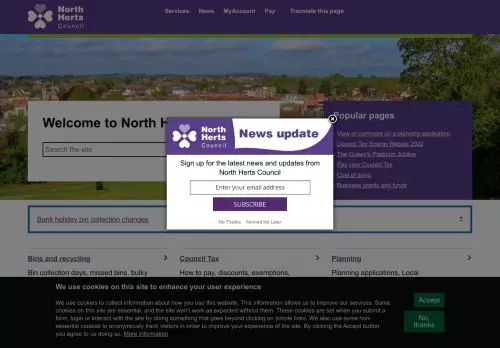 North
Herts
Council
Services News MyAccount Pay Translate this page
Welcome to North H
Search the site
Popular pages
View or comment on a planning application
Council Tax Energy Rebate 2022
The Queen's Platinum Jubilee
Pay your Council Tax
Cost of living
Business grants and funds
North
Herts
Council
News update
Sign up for the latest news and updates from
North Herts Council
Enter your email address
SUBSCRIBE
No Thanks Remind Me Later
Bank holiday bin collection changes
Bins and recycling
Bin collection days, missed bins, bulky
Council Tax
How to pay, discounts, exemptions,
Planning
Planning applications, Local
We use cookies on this site to enhance your user experience
We use cookies to collect information about how you use this website. This information allows us to improve our services. Some
cookies on this site are essential, and the site won't work as expected without them. These cookies are set when you submit a
form, login or interact with the site by doing something that goes beyond clicking on simple links. We also use some non-
essential cookies to anonymously track visitors in order to improve your experience of the site. By clicking the Accept button
you agree to us doing so. More information
Accept
No,
thanks